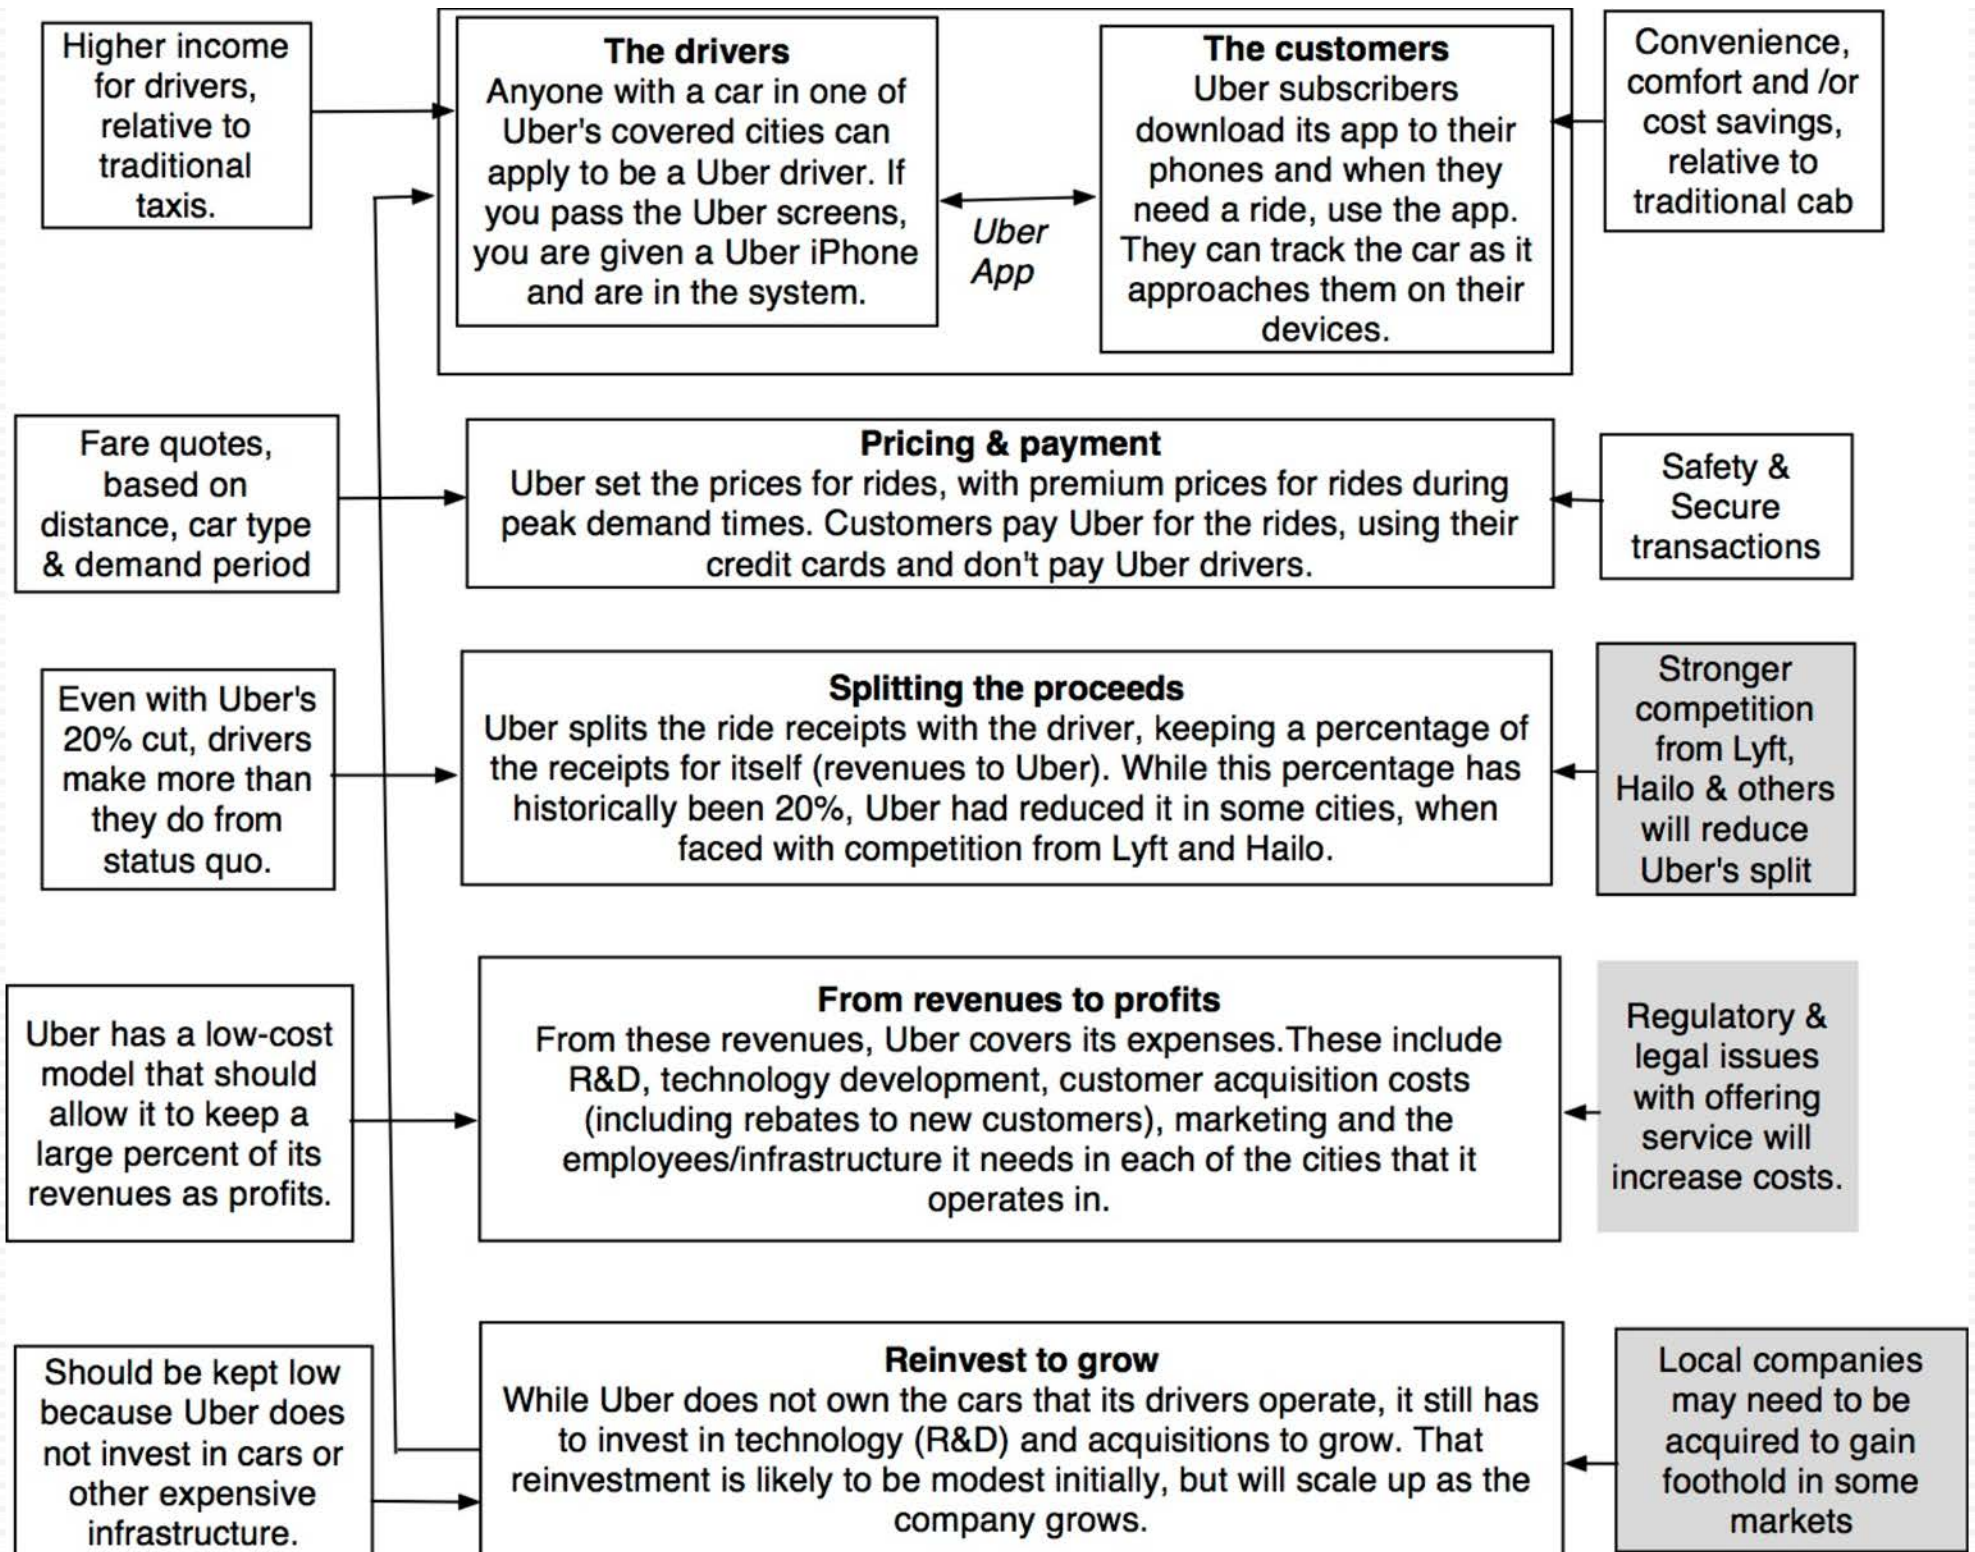 Higher income
for drivers,
relative to
traditional
taxis.
The drivers
Anyone with a car in one of
Uber's covered cities can
apply to be a Uber driver. If
you pass the Uber screens,
you are given a Uber iPhone
and are in the system.
Uber
App
The customers
Uber subscribers
download its app to their
phones and when they
need a ride, use the app.
They can track the car as it
approaches them on their
devices.
Convenience,
comfort and /or
cost savings,
relative to
traditional cab
Fare quotes,
based on
distance, car type
& demand period
Pricing & payment
Uber set the prices for rides, with premium prices for rides during
peak demand times. Customers pay Uber for the rides, using their
credit cards and don't pay Uber drivers.
Safety &
Secure
transactions
Even with Uber's
20% cut, drivers
make more than
they do from
status quo.
Splitting the proceeds
Uber splits the ride receipts with the driver, keeping a percentage of
the receipts for itself (revenues to Uber). While this percentage has
historically been 20%, Uber had reduced it in some cities, when
faced with competition from Lyft and Hailo.
Stronger
competition
from Lyft,
Hailo & others
will reduce
Uber's split
Uber has a low-cost
model that should
allow it to keep a
large percent of its
revenues as profits.
From revenues to profits
From these revenues, Uber covers its expenses.These include
R&D, technology development, customer acquisition costs
(including rebates to new customers), marketing and the
employees/infrastructure it needs in each of the cities that it
operates in.
Regulatory &
legal issues
with offering
service will
increase costs.
Should be kept low
because Uber does
not invest in cars or
other expensive
infrastructure.
Reinvest to grow
While Uber does not own the cars that its drivers operate, it still has
to invest in technology (R&D) and acquisitions to grow. That
reinvestment is likely to be modest initially, but will scale up as the
company grows.
Local companies
may need to be
acquired to gain
foothold in some
markets